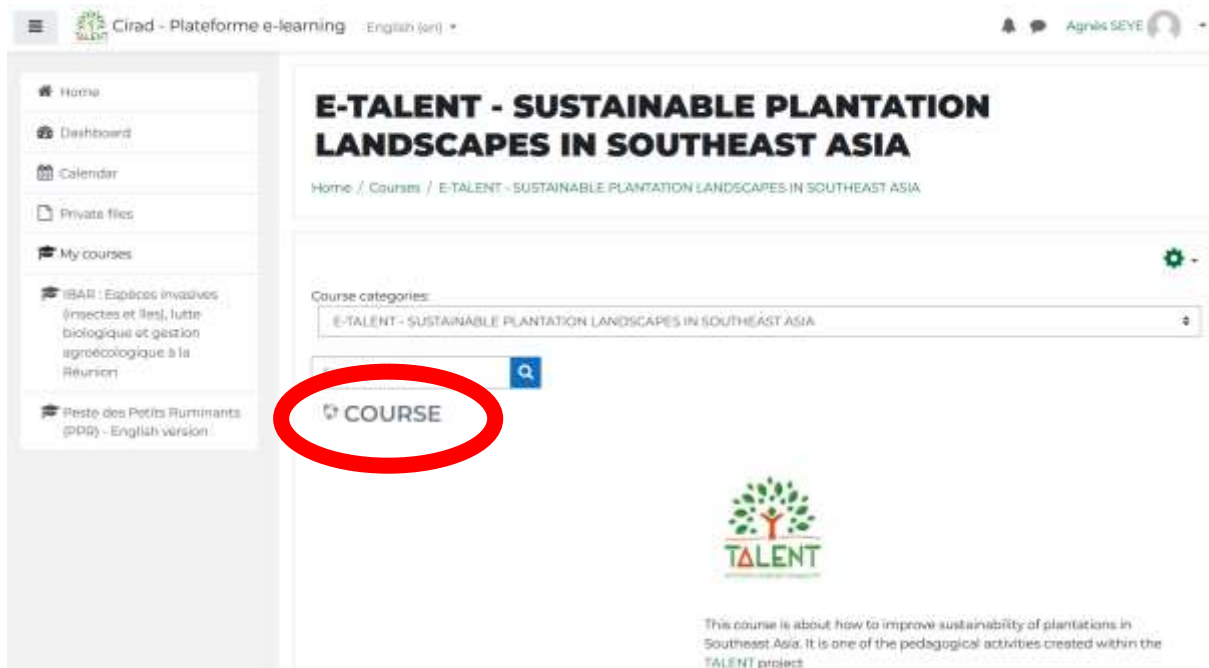 Cirad - Plateforme e-learning English (en)
Agnès SEYE
Home
Dashboard
Calendar
Private files
My courses
IBAR : Espèces invasives
(insectes et îles), lutte
biologique et gestion
agroécologique à la
Réunion
Peste des Petits Ruminants
(PPR) - English version
E-TALENT - SUSTAINABLE PLANTATION
LANDSCAPES IN SOUTHEAST ASIA
Home / Courses / E-TALENT - SUSTAINABLE PLANTATION LANDSCAPES IN SOUTHEAST ASIA
Course categories:
E-TALENT - SUSTAINABLE PLANTATION LANDSCAPES IN SOUTHEAST ASIA
COURSE
TALENT
This course is about how to improve sustainability of plantations in
Southeast Asia. It is one of the pedagogical activities created within the
TALENT project